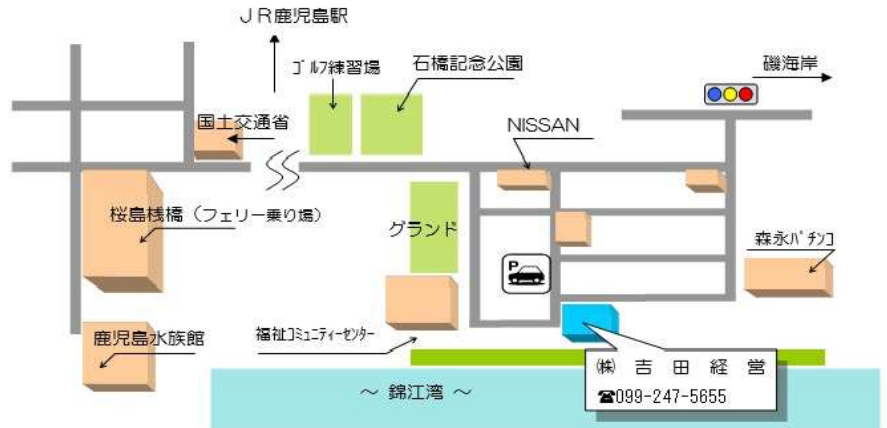 ＪＲ鹿児島駅
ｺﾞﾙﾌ練習場
石橋記念公園
磯海岸
国土交通省
NISSAN
桜島桟橋（フェリー乗り場）
グランド
森永ﾊﾟﾁﾝｺ
P
鹿児島水族館
福祉ｺﾐｭﾆﾃｨｰｾﾝﾀｰ
㈱ 吉 田 経 営
☎099-247-5655
～ 錦江湾 ～